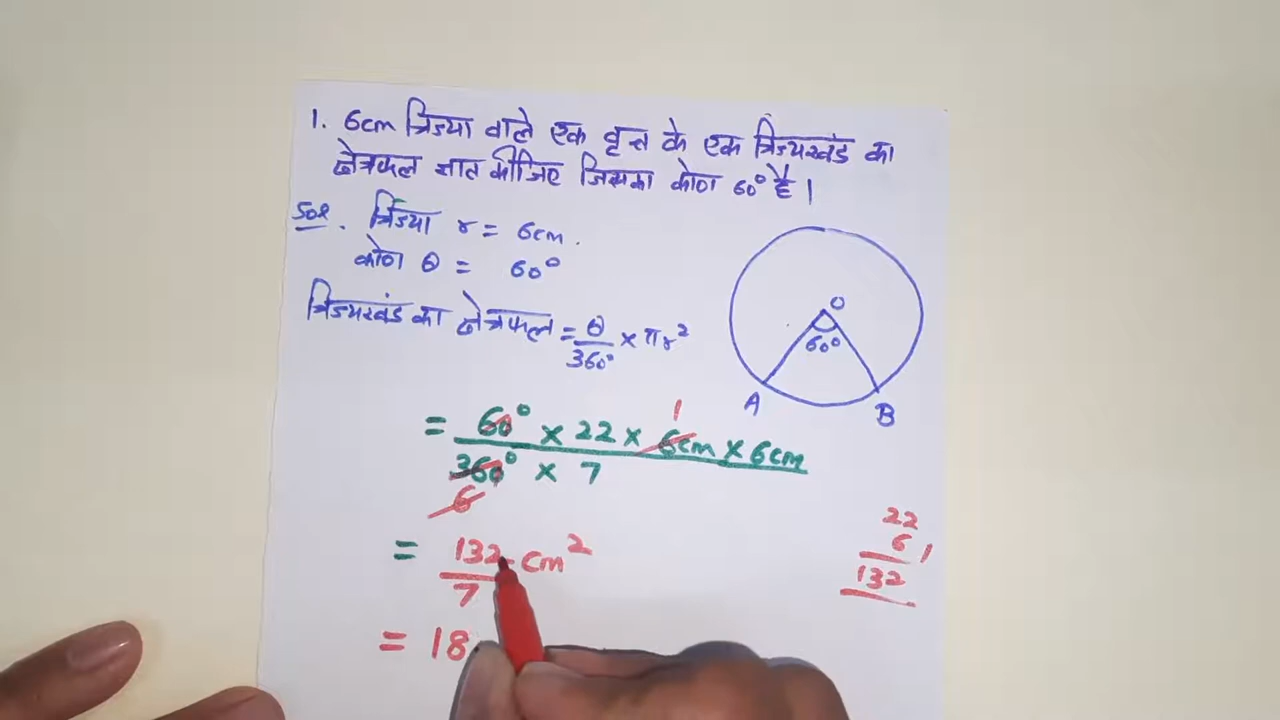 1. 6cm त्रिज्या वाले एक वृत्त के एक त्रिज्यखंड का
क्षेत्रफल ज्ञात कीजिए जिसका कोण 60° है।
Sol. त्रिज्या r = 6cm.
कोण θ = 60°
त्रिज्यखंड का क्षेत्रफल = θ/360° × πr²
O
60°
A
B
= 60° × 22 × 6cm × 6cm
360° × 7
1
6
= 132/7 cm²
= 18
22
6 1
132